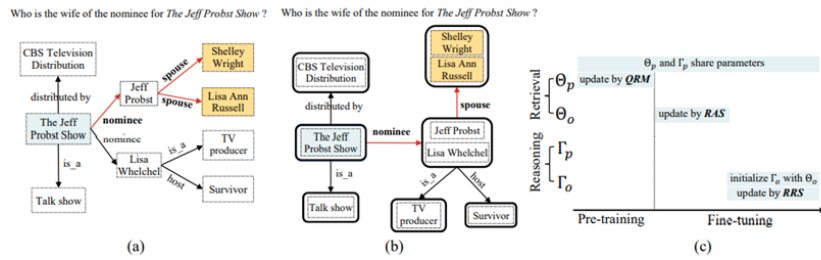 Who is the wife of the nominee for The Jeff Probst Show ?
CBS Television
Distribution
distributed by
The Jeff
Probst Show
is_a
Talk show
nominee
nominee
Jeff
Probst
spouse
spouse
Shelley
Wright
Lisa Ann
Russell
Lisa
Whelchel
is_a
host
TV
producer
Survivor
(a)
Who is the wife of the nominee for The Jeff Probst Show ?
CBS Television
Distribution
distributed by
The Jeff
Probst Show
is_a
Talk show
nominee
Shelley
Wright
Lisa Ann
Russell
spouse
Jeff Probst
Lisa Whelchel
is_a
host
TV
producer
Survivor
(b)
Θp and Γp share parameters
Retrieval
Θp
update by QRM
Θo
update by RAS
Reasoning
Γp
Γo
initialize Γo with Θo
update by RRS
Pre-training
Fine-tuning
(c)